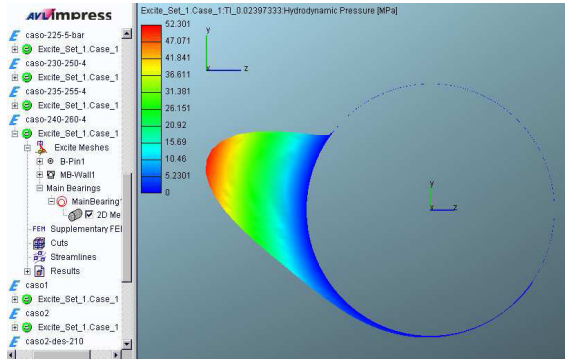 AVL impress
caso-225-5-bar
Excite_Set_1.Case_1
caso-230-250-4
Excite_Set_1.Case_1
caso-235-255-4
Excite_Set_1.Case_1
caso-240-260-4
Excite_Set_1.Case_1
Excite Meshes
B-Pin1
MB-Wall1
Main Bearings
MainBearing
2D Me
FEM Supplementary FEI
Cuts
Streamlines
Results
caso1
Excite_Set_1.Case_1
caso2
Excite_Set_1.Case_1
caso2-des-210
Excite_Set_1.Case_1:TI_0.02397333:Hydrodynamic Pressure [MPa]
52.301
47.071
41.841
36.611
31.381
26.151
20.92
15.69
10.46
5.2301
0
y
x z
y
x z